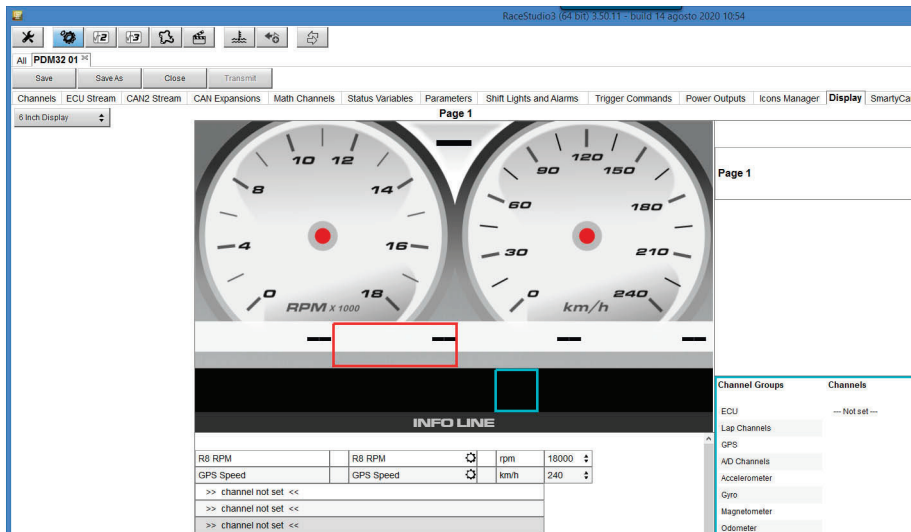 RaceStudio3 (64 bit) 3.50.11 - build 14 agosto 2020 10:54
All PDM32 01
Save Save As Close Transmit
Channels ECU Stream CAN2 Stream CAN Expansions Math Channels Status Variables Parameters Shift Lights and Alarms Trigger Commands Power Outputs Icons Manager Display SmartyCa
6 Inch Display
Page 1
0 4 8 10 12 14 16 18
RPM x 1000
0 30 60 90 120 150 180 210 240
km/h
Page 1
INFO LINE
R8 RPM R8 RPM rpm 18000
GPS Speed GPS Speed km/h 240
>> channel not set <<
>> channel not set <<
>> channel not set <<
Channel Groups Channels
ECU --- Not set ---
Lap Channels
GPS
A/D Channels
Accelerometer
Gyro
Magnetometer
Odometer